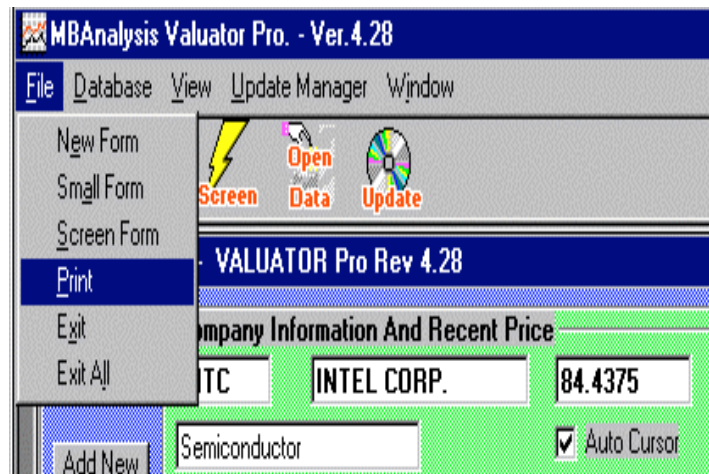 MBAnalysis Valuator Pro. - Ver.4.28
File Database View Update Manager Window
New Form
Small Form
Screen Form
Print
Exit
Exit All
Screen
Open
Data
Update
- VALUATOR Pro Rev 4.28
ompany Information And Recent Price
NTC INTEL CORP. 84.4375
Semiconductor Auto Cursor
Add New